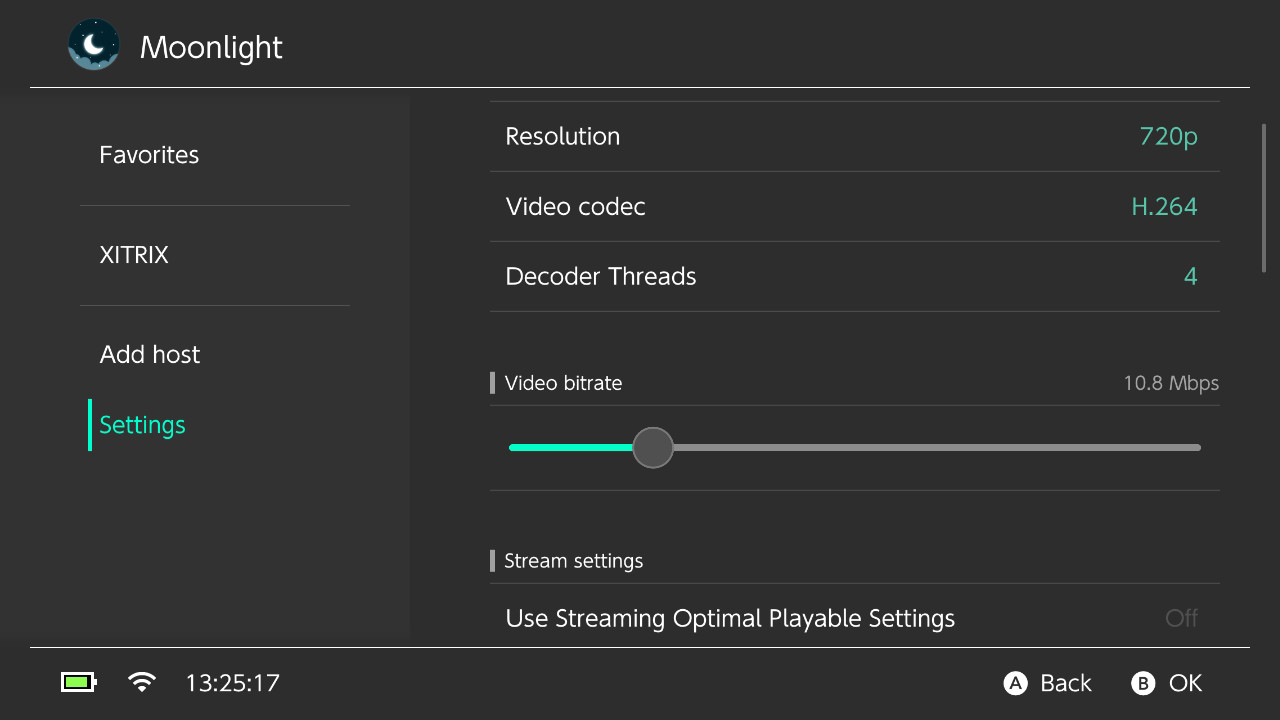 Moonlight
Favorites
XITRIX
Add host
Settings
Resolution 720p
Video codec H.264
Decoder Threads 4
Video bitrate 10.8 Mbps
Stream settings
Use Streaming Optimal Playable Settings Off
13:25:17 A Back B OK